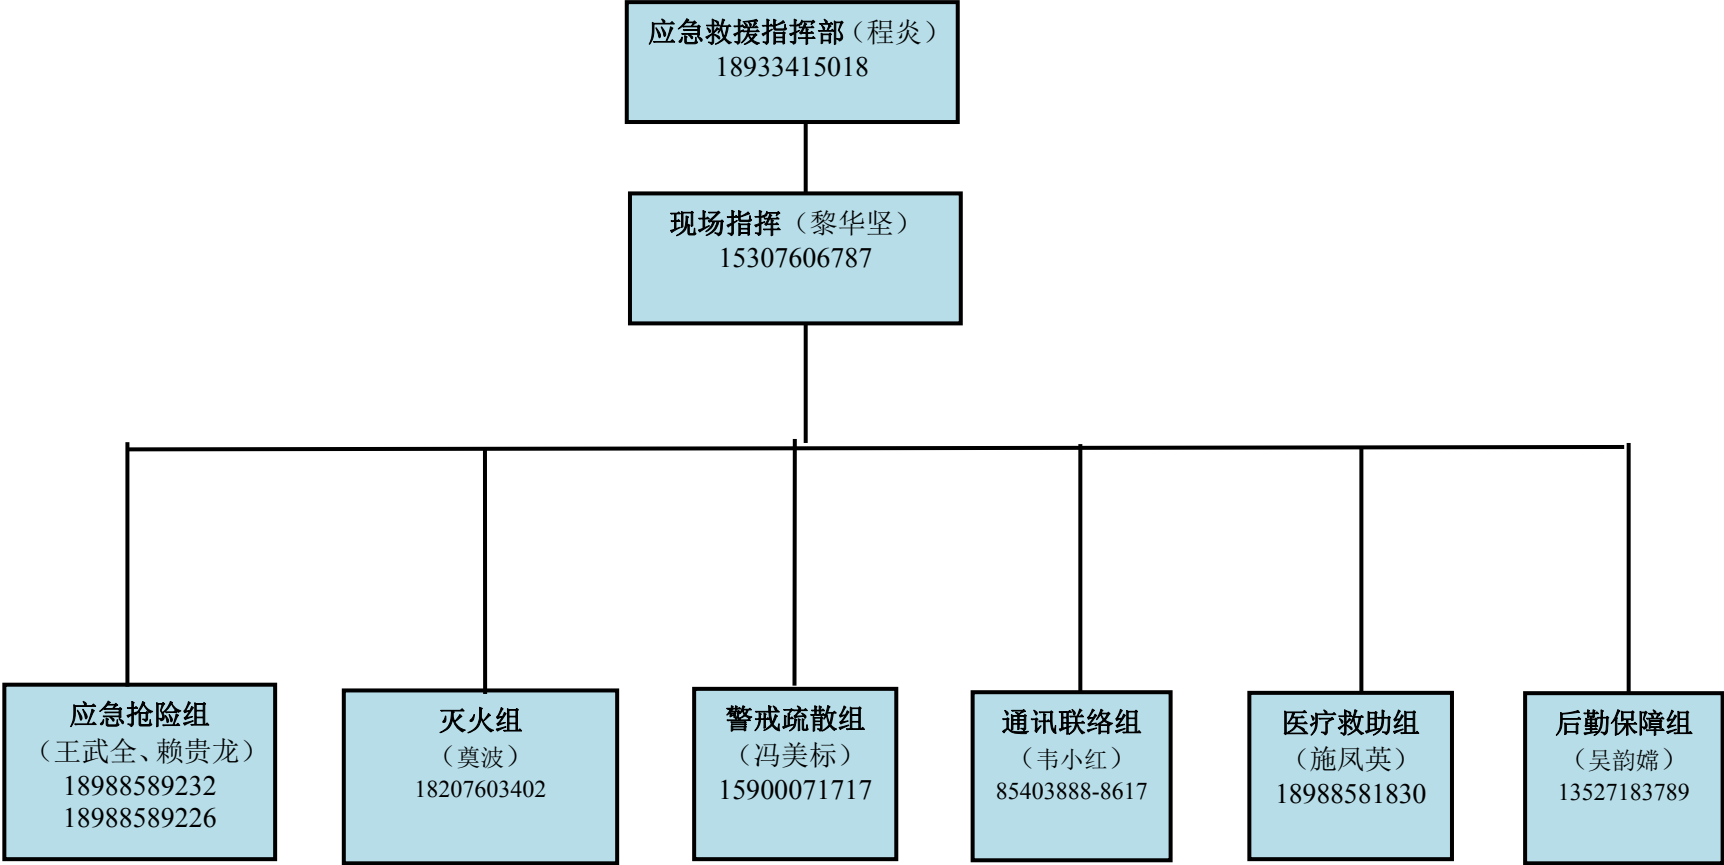 应急救援指挥部（程炎）
18933415018
现场指挥（黎华坚）
15307606787
应急抢险组
（王武全、赖贵龙）
18988589232
18988589226
灭火组
（奠波）
18207603402
警戒疏散组
（冯美标）
15900071717
通讯联络组
（韦小红）
85403888-8617
医疗救助组
（施凤英）
18988581830
后勤保障组
（吴韵嫦）
13527183789